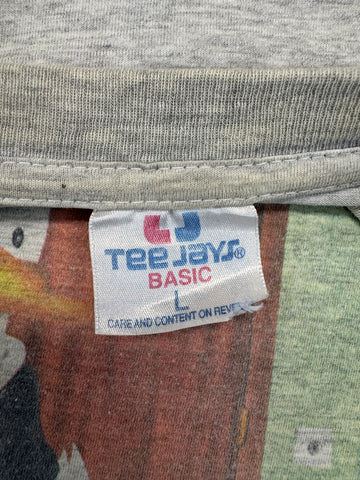 Tee Jays®
BASIC
L
CARE AND CONTENT ON REVE